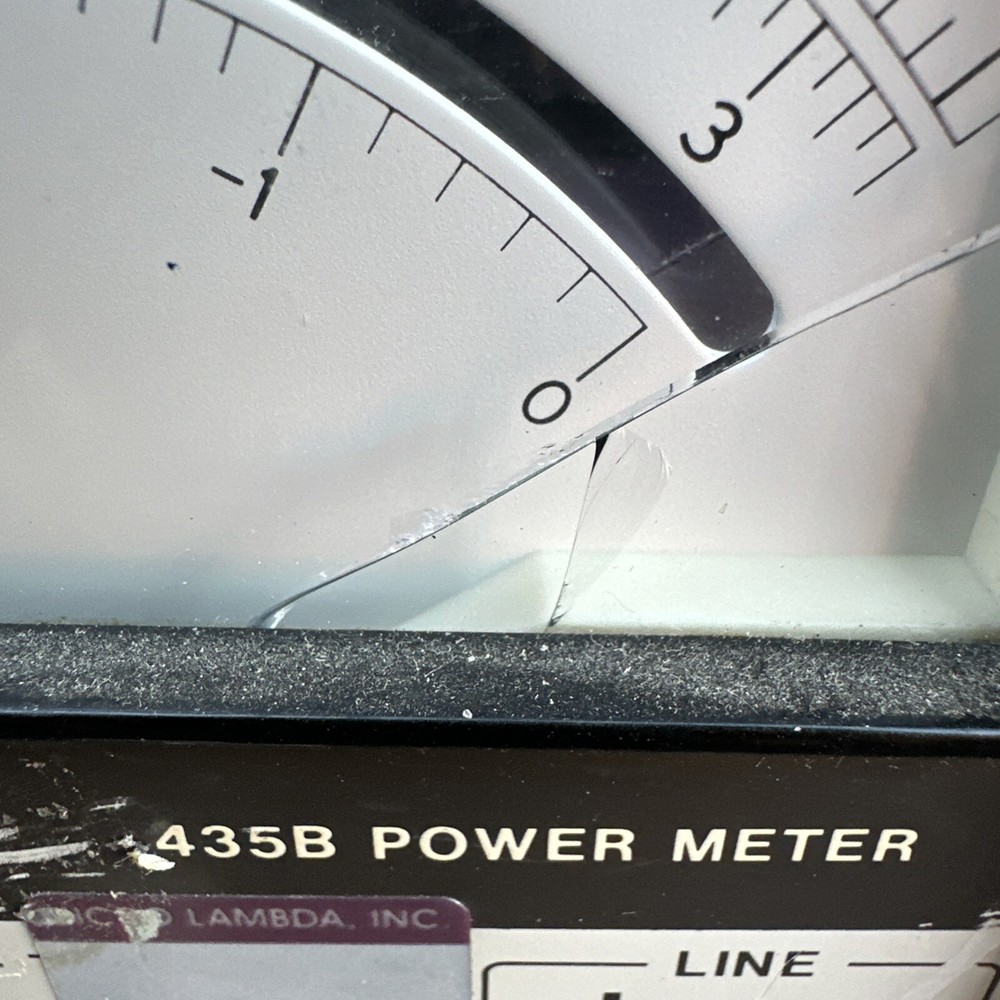 3
-1
0
435B POWER METER
LAMBDA, INC.
LINE